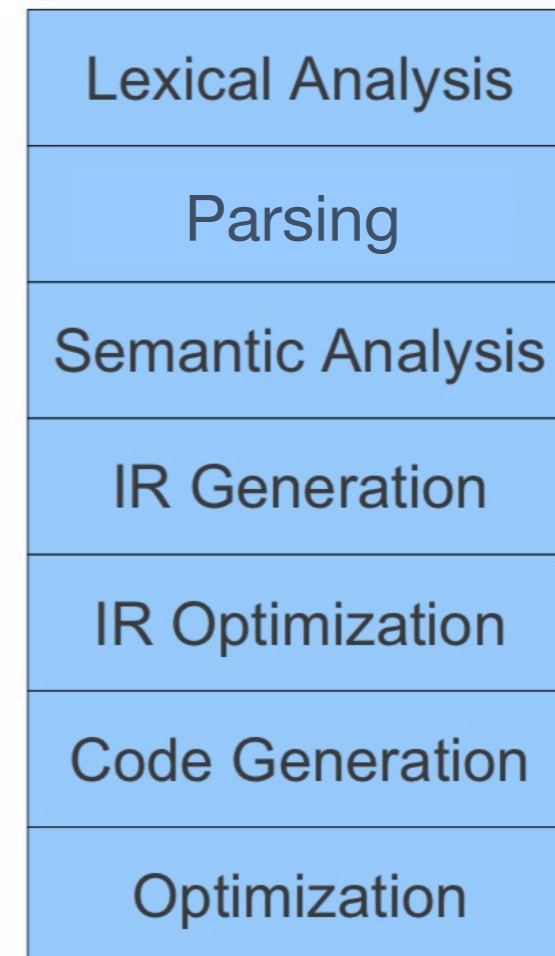 Lexical Analysis
Parsing
Semantic Analysis
IR Generation
IR Optimization
Code Generation
Optimization